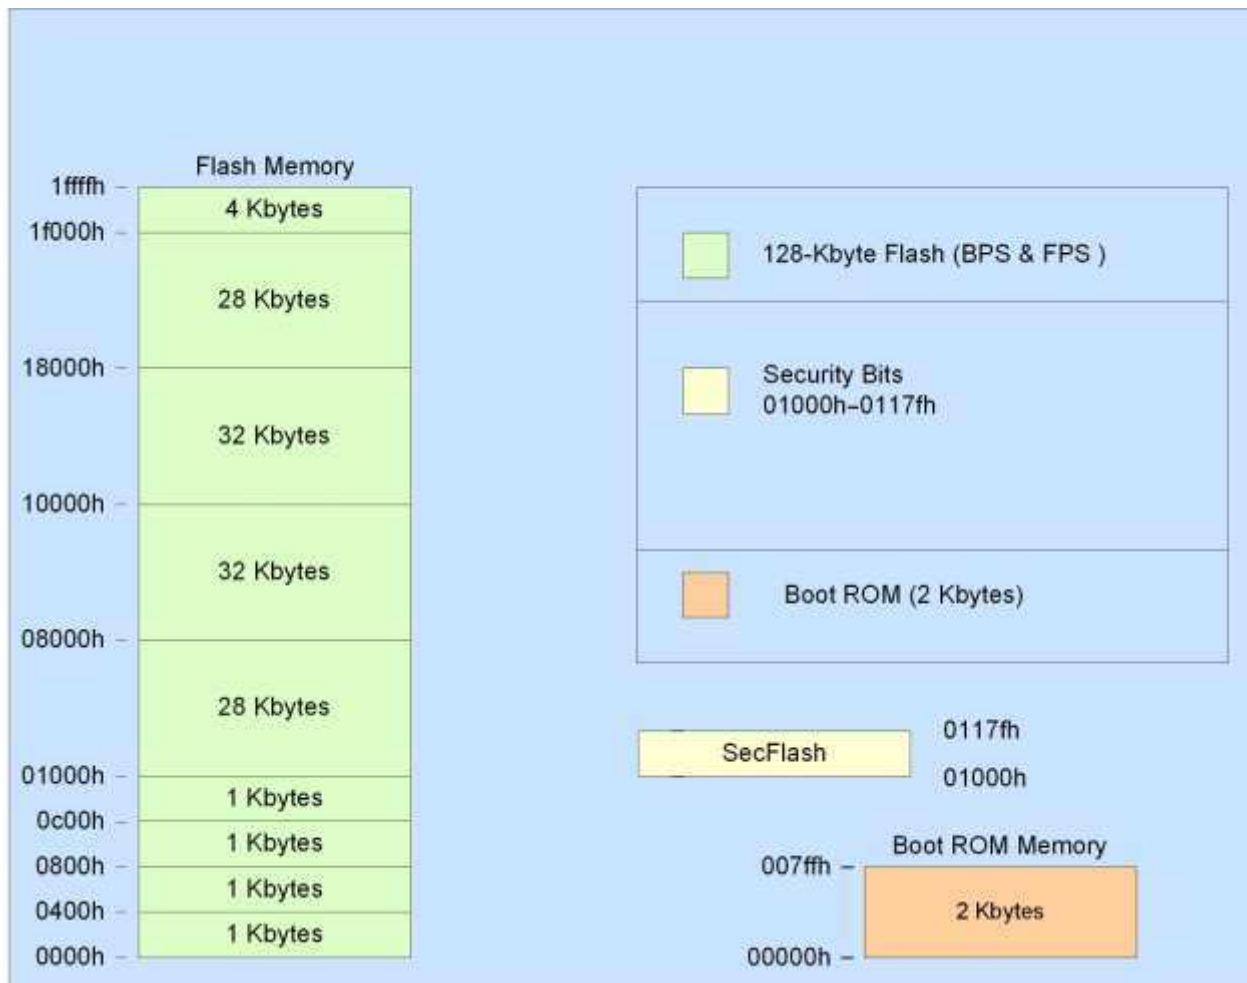 Flash Memory
1ffffh
4 Kbytes
1f000h
28 Kbytes
18000h
32 Kbytes
10000h
32 Kbytes
08000h
28 Kbytes
01000h
1 Kbytes
0c00h
1 Kbytes
0800h
1 Kbytes
0400h
1 Kbytes
0000h
128-Kbyte Flash (BPS & FPS )
Security Bits
01000h–0117fh
Boot ROM (2 Kbytes)
0117fh
SecFlash
01000h
Boot ROM Memory
007ffh
2 Kbytes
00000h